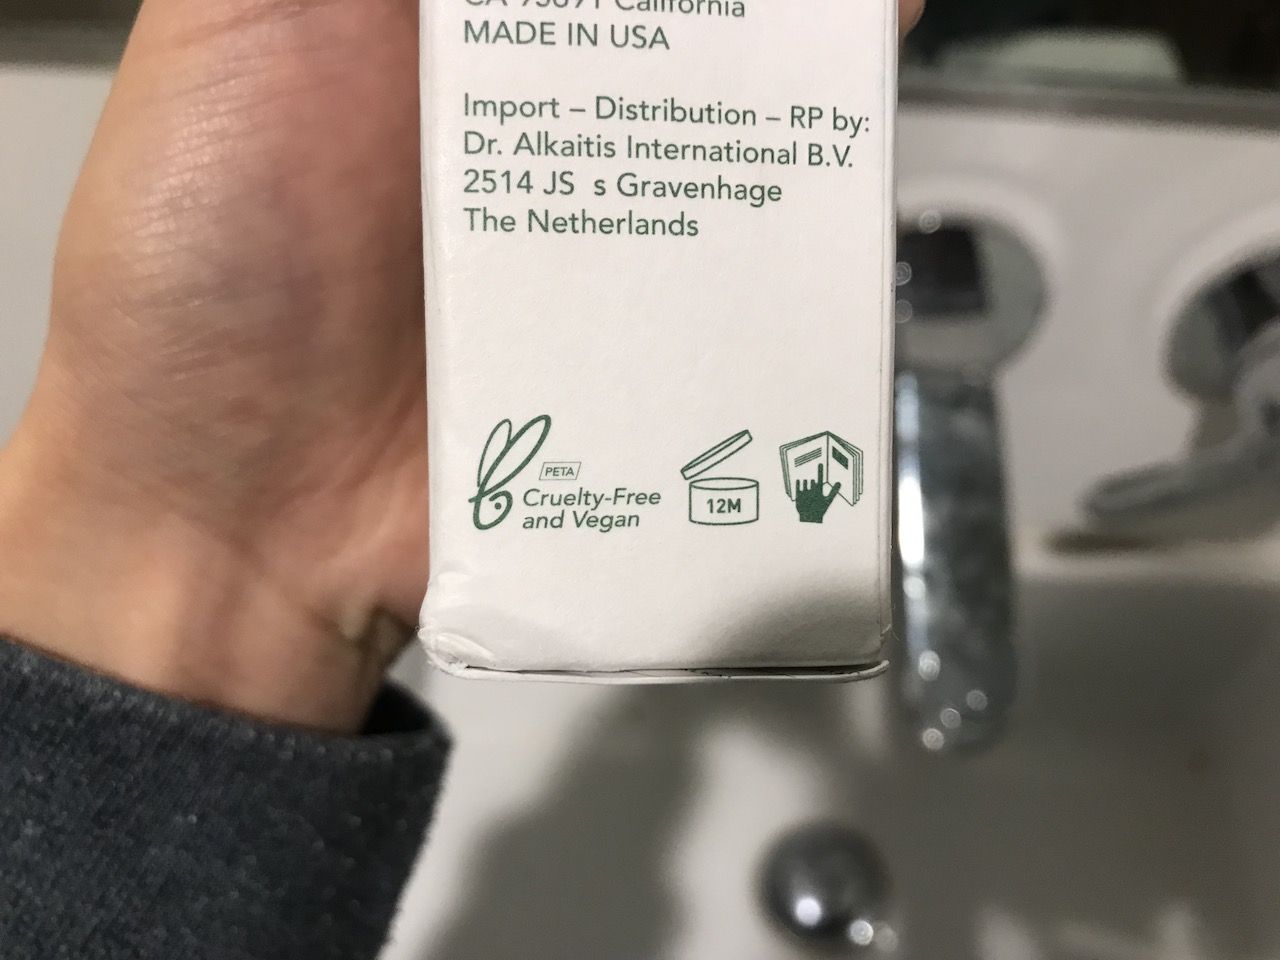 California
MADE IN USA
Import – Distribution – RP by:
Dr. Alkaitis International B.V.
2514 JS s Gravenhage
The Netherlands
PETA
Cruelty-Free
and Vegan
12M